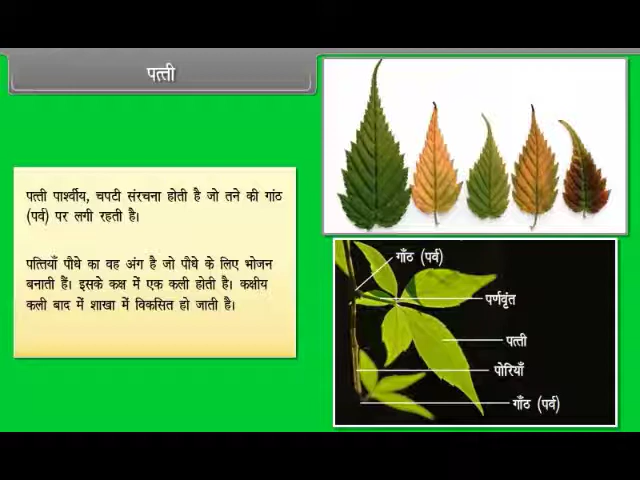 पत्ती
पत्ती पार्श्वीय, चपटी संरचना होती है जो तने की गांठ
(पर्व) पर लगी रहती है।
पत्तियाँ पौधे का वह अंग है जो पौधे के लिए भोजन
बनाती हैं। इसके कक्ष में एक कली होती है। कक्षीय
कली बाद में शाखा में विकसित हो जाती है।
गाँठ (पर्व)
पर्णवृंत
पत्ती
पोरियाँ
गाँठ (पर्व)